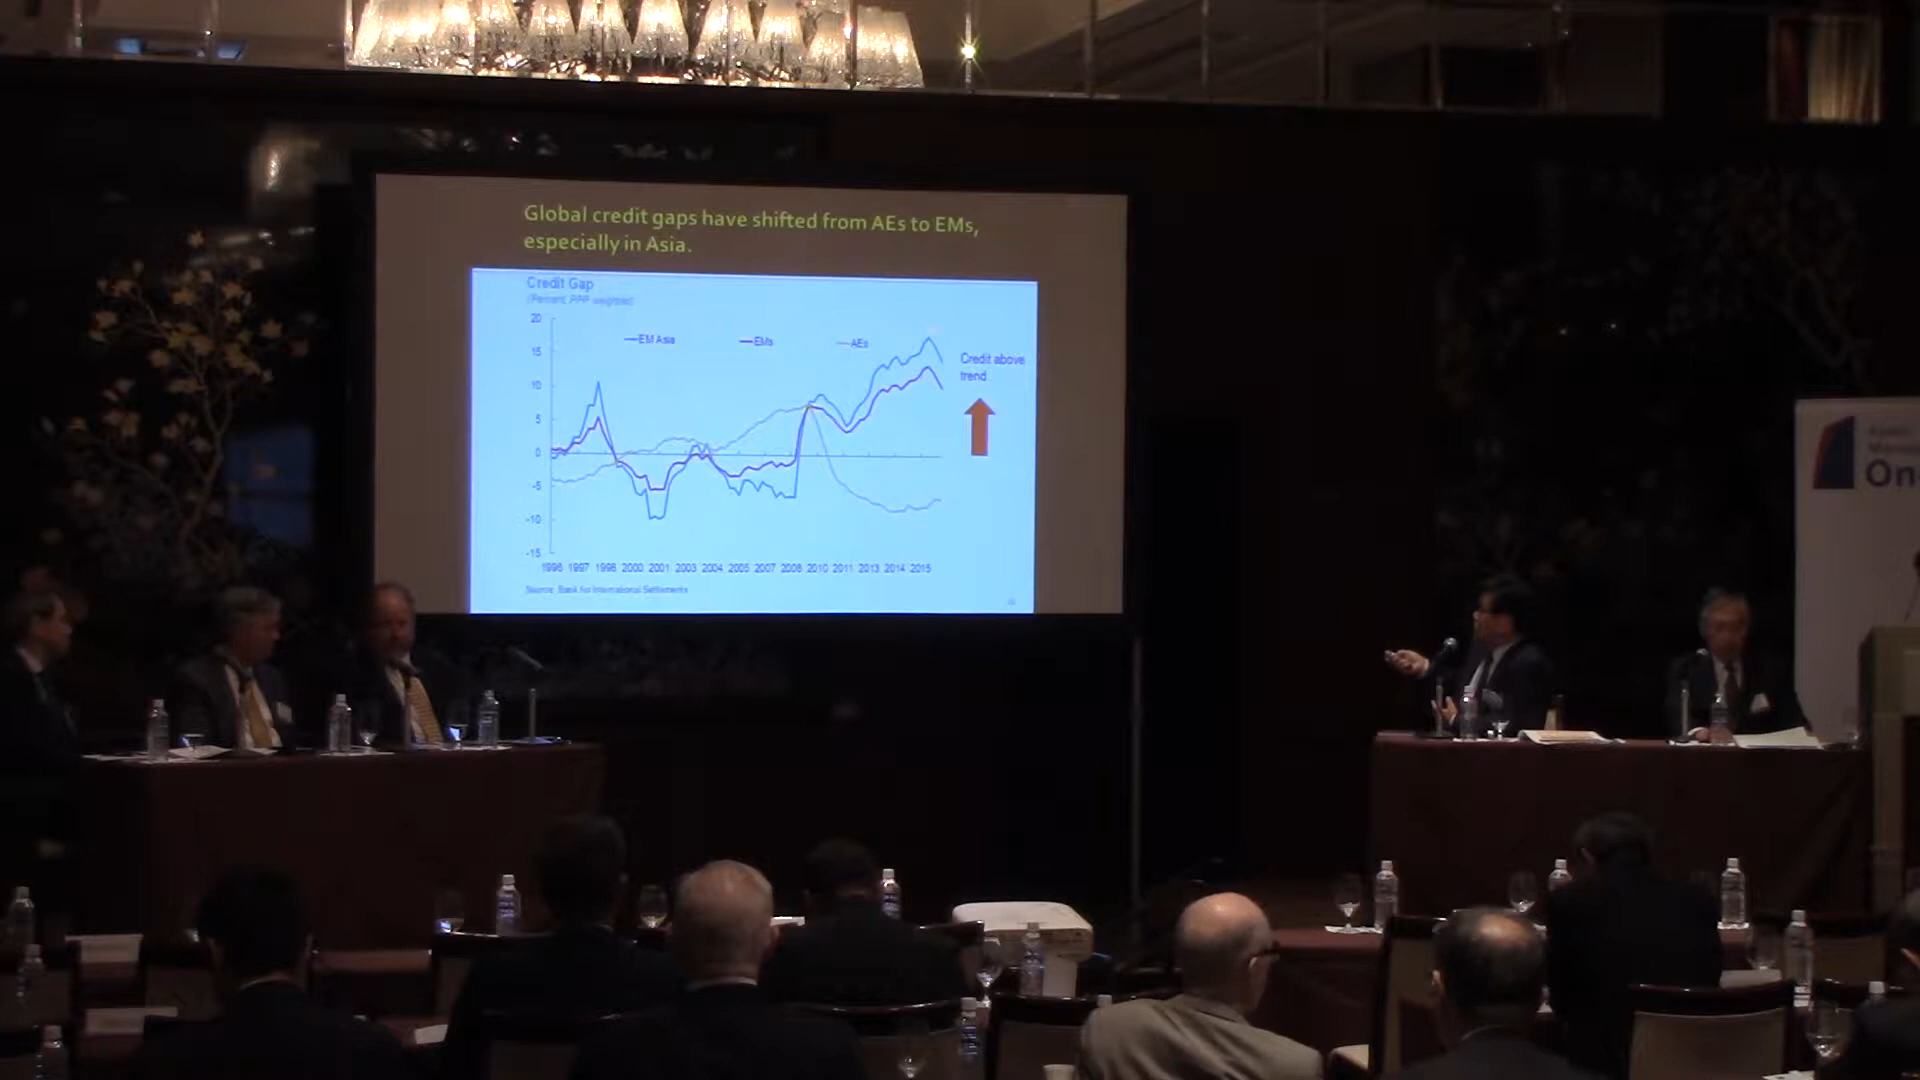 Global credit gaps have shifted from AEs to EMs,
especially in Asia.
Credit Gap
(Percent, PPP weighted)
20
EM Asia
EMs
AEs
15
Credit above
trend
10
5
0
-5
-10
-15
1996 1997 1998 2000 2001 2003 2004 2005 2007 2008 2010 2011 2013 2014 2015
Source: Bank for International Settlements
On